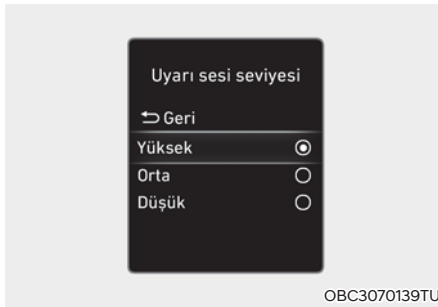 Uyarı sesi seviyesi
Geri
Yüksek
Orta
Düşük
OBC3070139TU